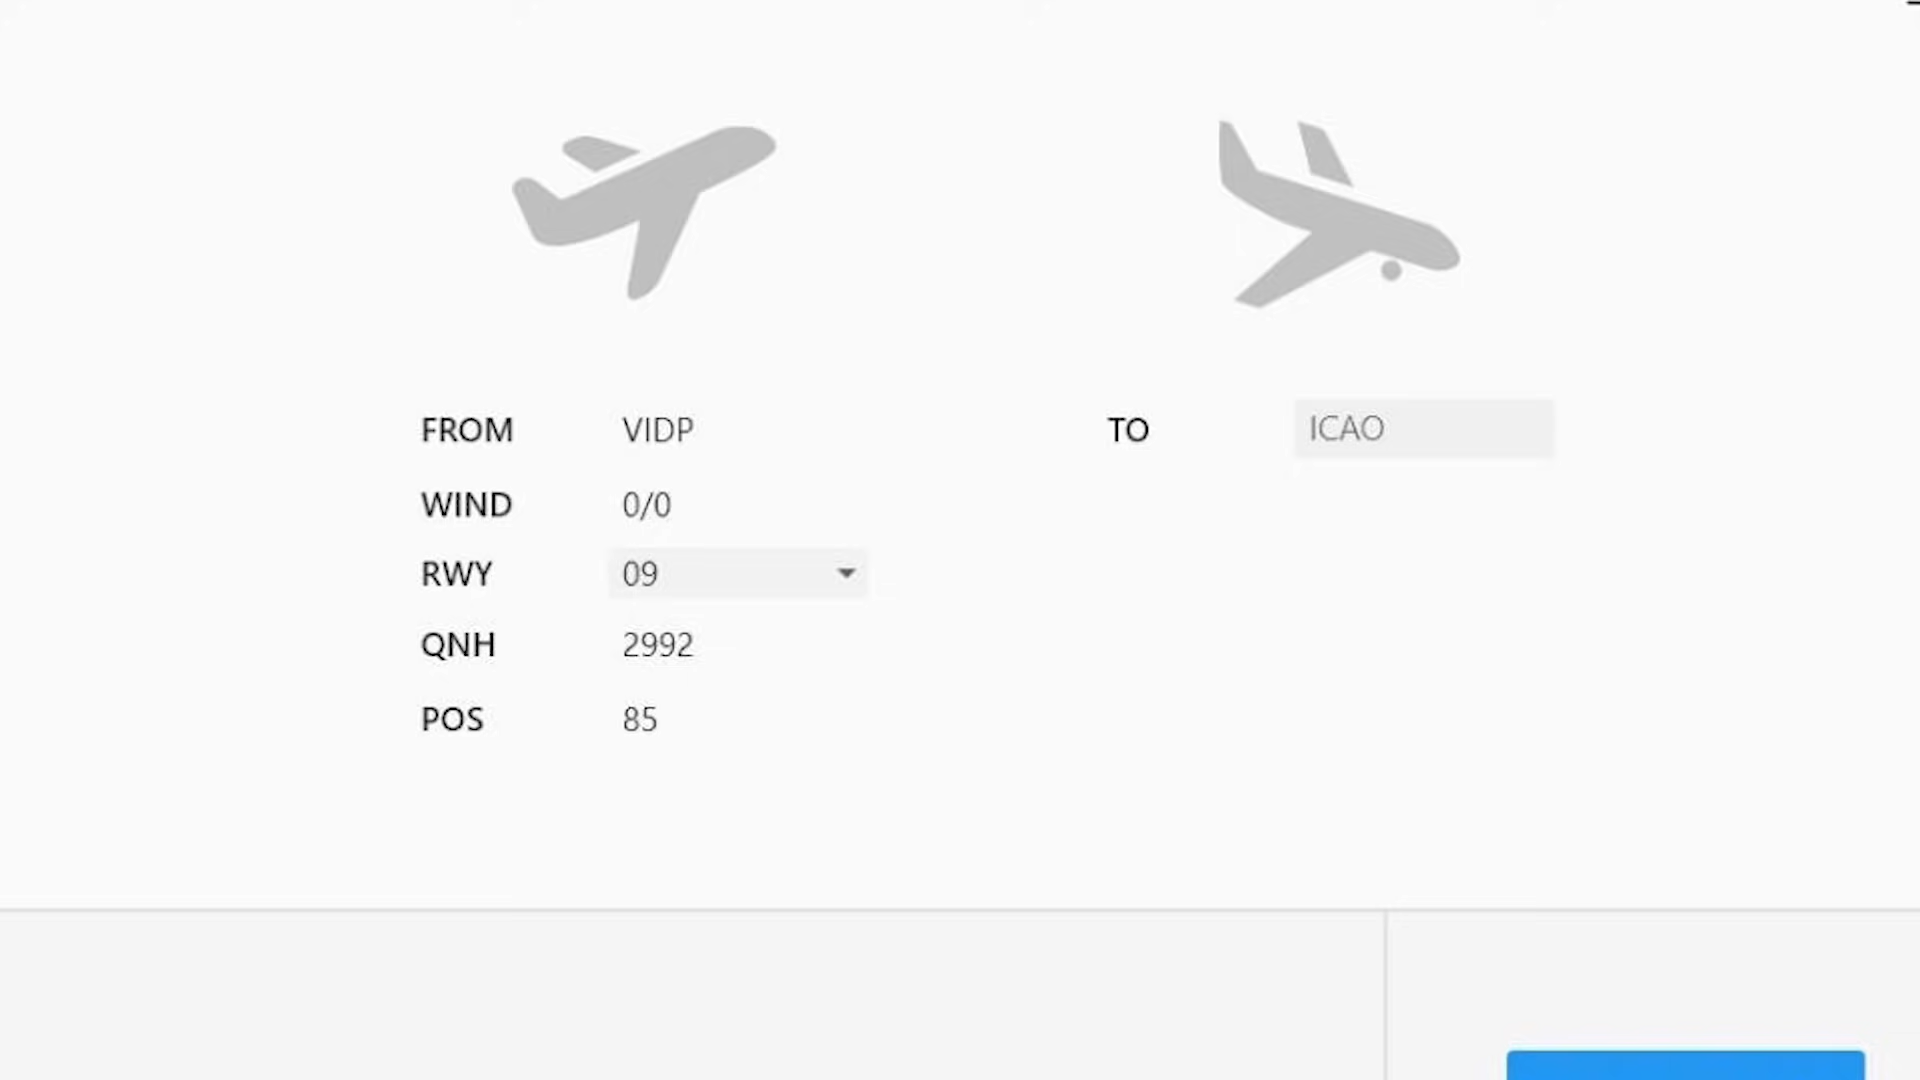 FROM VIDP
TO ICAO
WIND 0/0
RWY 09
QNH 2992
POS 85